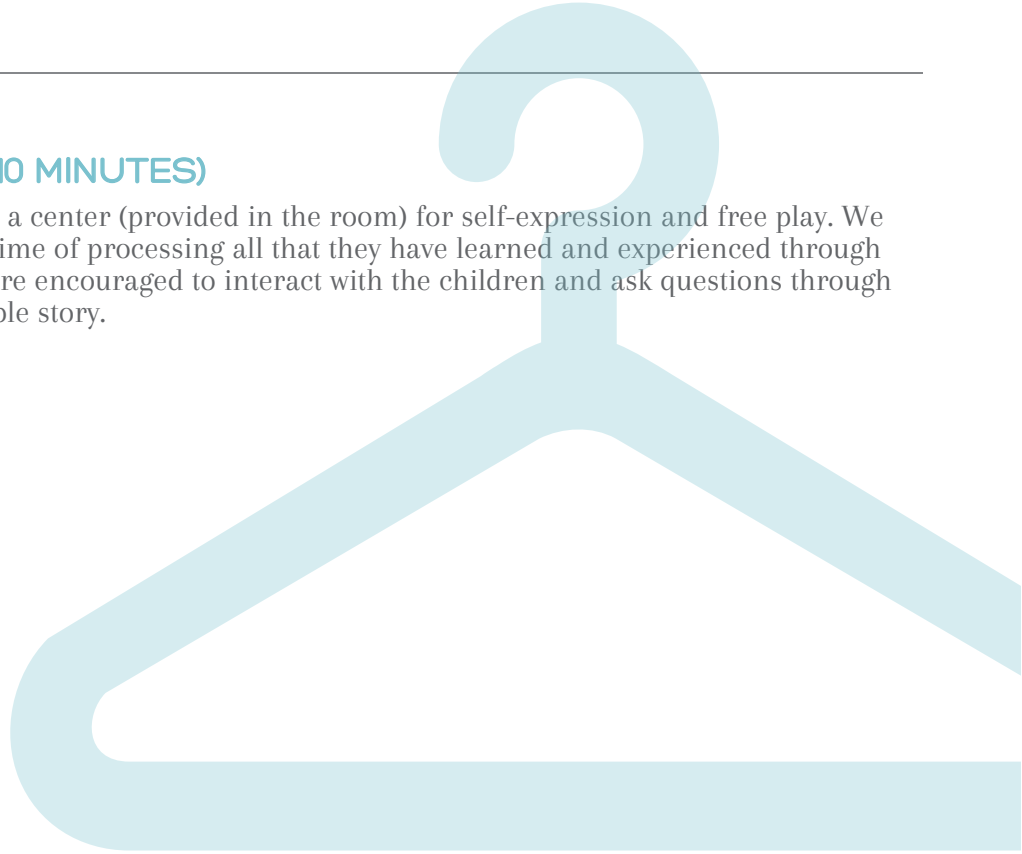 10 MINUTES)
a center (provided in the room) for self-expression and free play. We
ime of processing all that they have learned and experienced through
re encouraged to interact with the children and ask questions through
ble story.